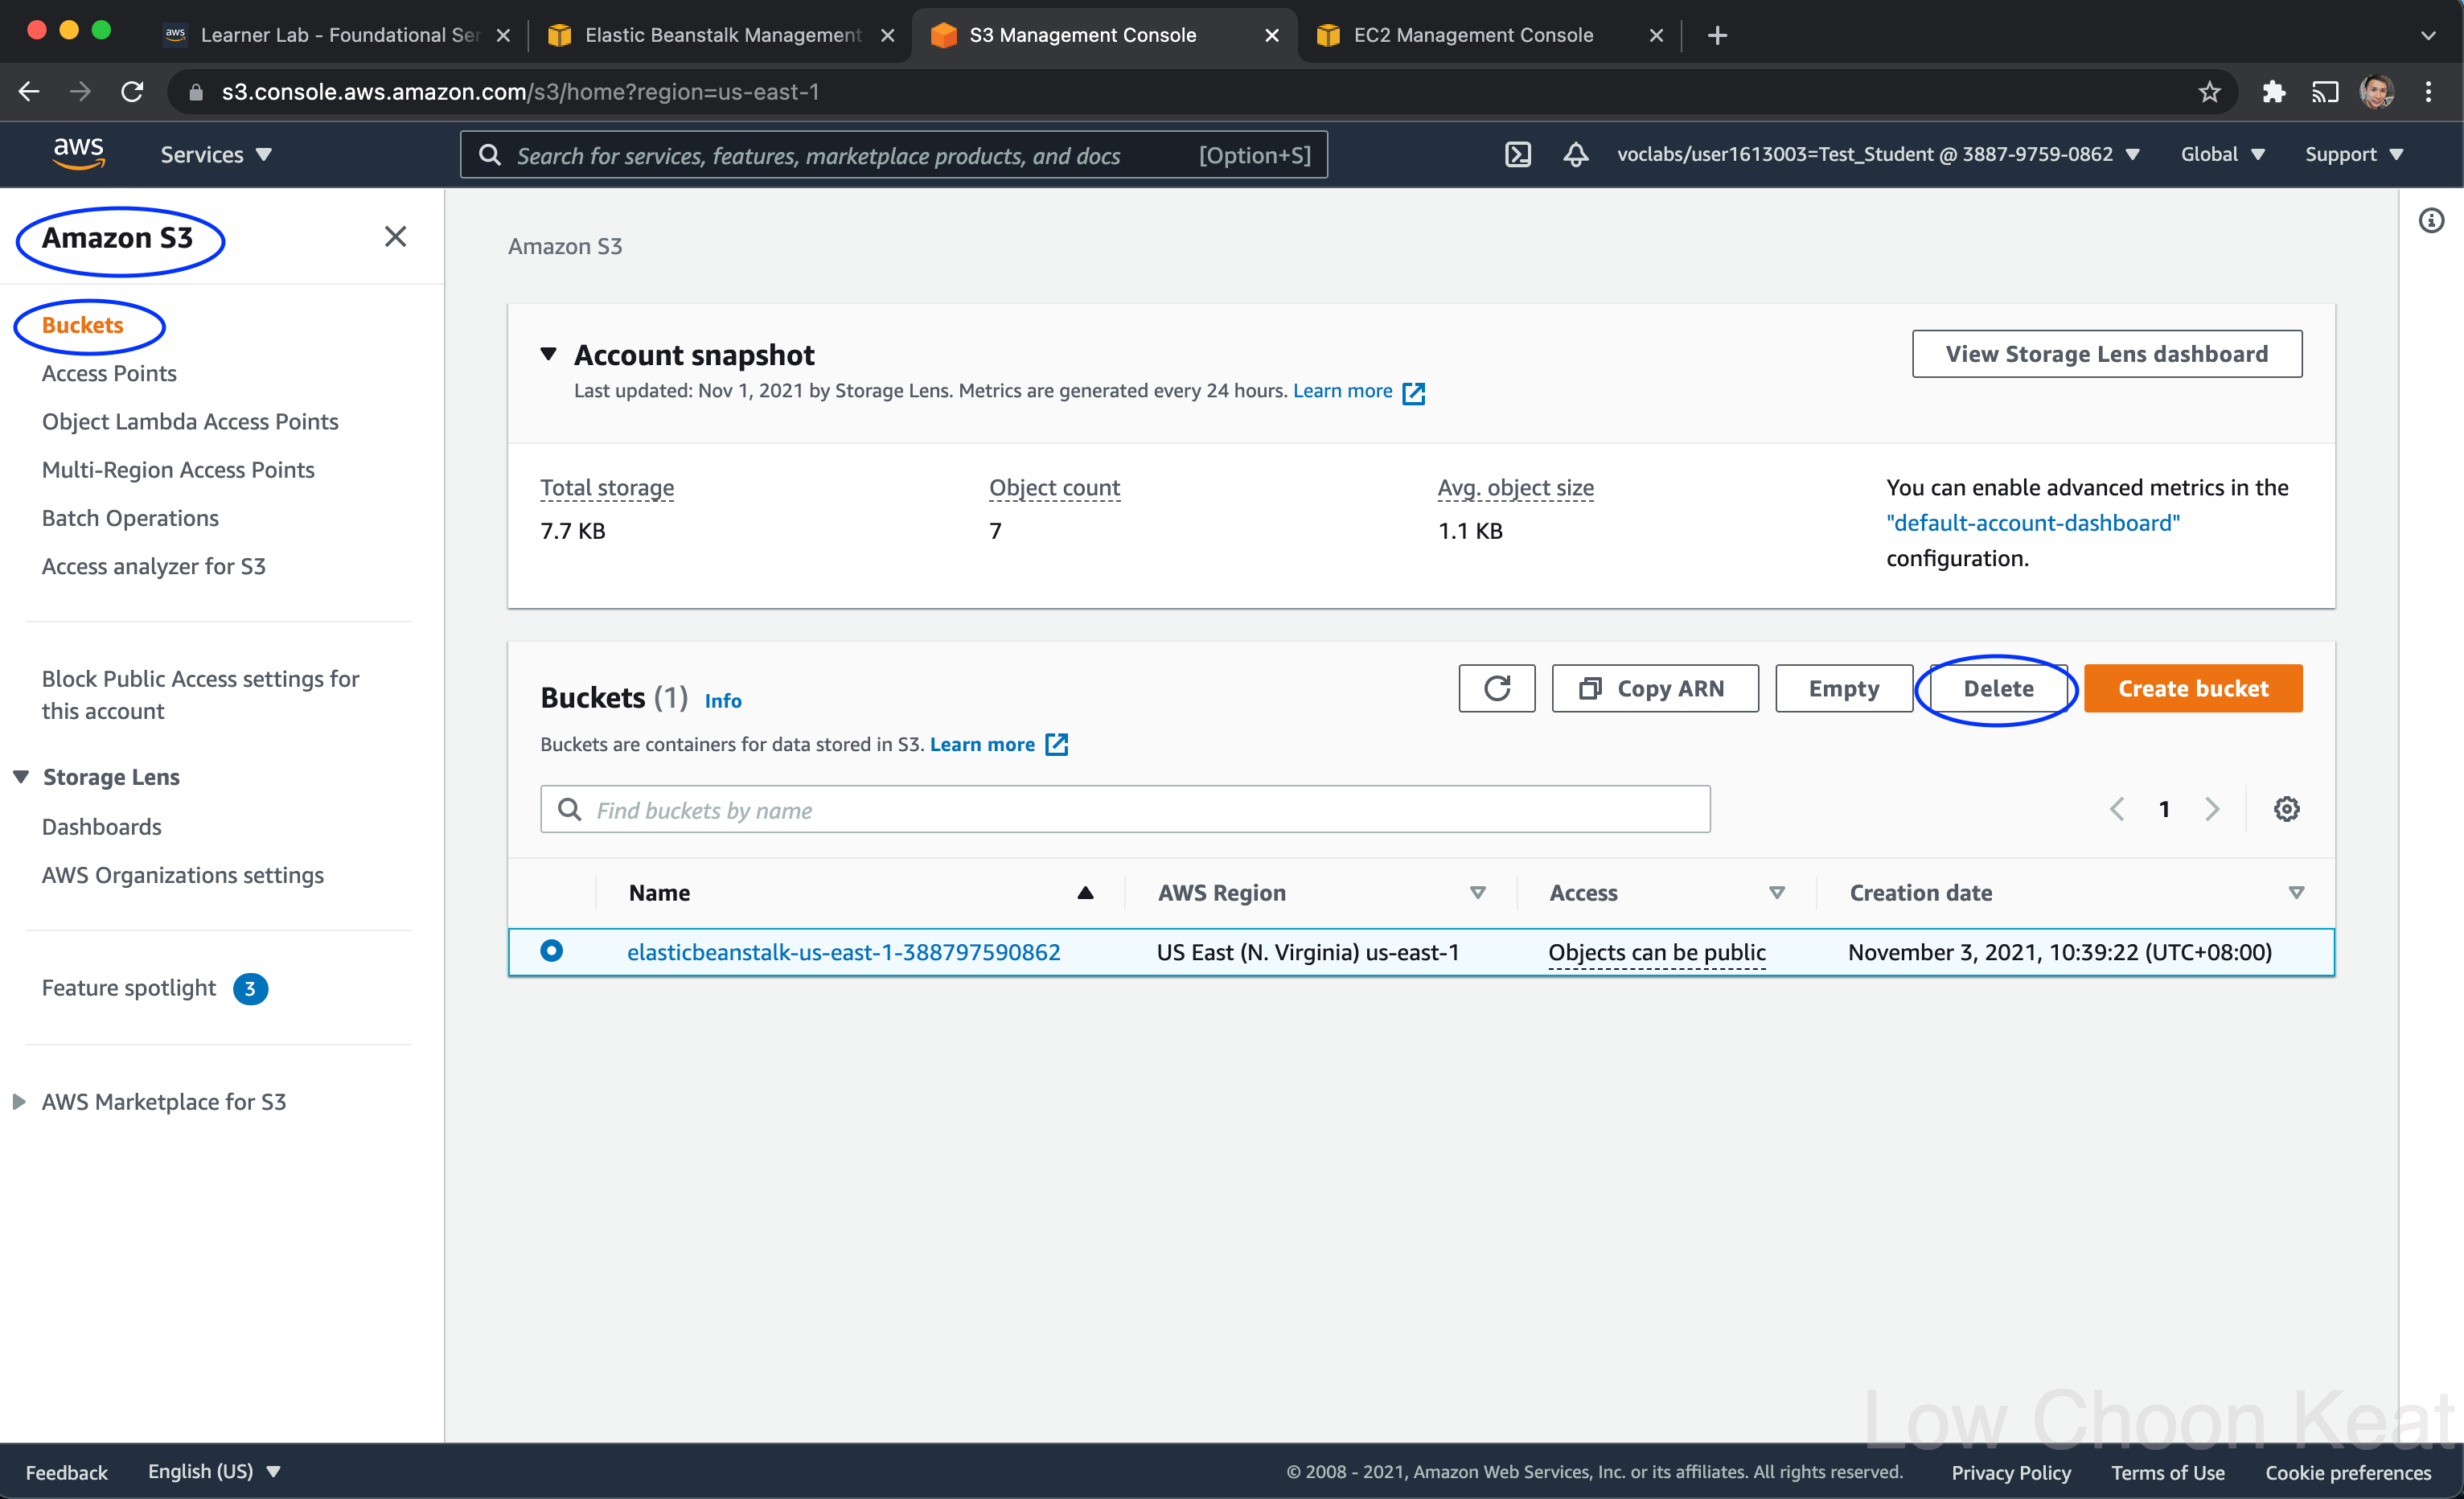 Learner Lab - Foundational Ser
Elastic Beanstalk Management
S3 Management Console
EC2 Management Console
s3.console.aws.amazon.com/s3/home?region=us-east-1
aws
Services
Search for services, features, marketplace products, and docs [Option+S]
voclabs/user1613003=Test_Student @ 3887-9759-0862
Global
Support
Amazon S3
Buckets
Access Points
Object Lambda Access Points
Multi-Region Access Points
Batch Operations
Access analyzer for S3
Block Public Access settings for
this account
Storage Lens
Dashboards
AWS Organizations settings
Feature spotlight 3
AWS Marketplace for S3
Amazon S3
Account snapshot
View Storage Lens dashboard
Last updated: Nov 1, 2021 by Storage Lens. Metrics are generated every 24 hours. Learn more
Total storage
7.7 KB
Object count
7
Avg. object size
1.1 KB
You can enable advanced metrics in the
"default-account-dashboard"
configuration.
Buckets (1) Info
Copy ARN
Empty
Delete
Create bucket
Buckets are containers for data stored in S3. Learn more
Find buckets by name
1
Name AWS Region Access Creation date
elasticbeanstalk-us-east-1-388797590862 US East (N. Virginia) us-east-1 Objects can be public November 3, 2021, 10:39:22 (UTC+08:00)
Low Choon Keat
Feedback English (US) © 2008 - 2021, Amazon Web Services, Inc. or its affiliates. All rights reserved. Privacy Policy Terms of Use Cookie preferences